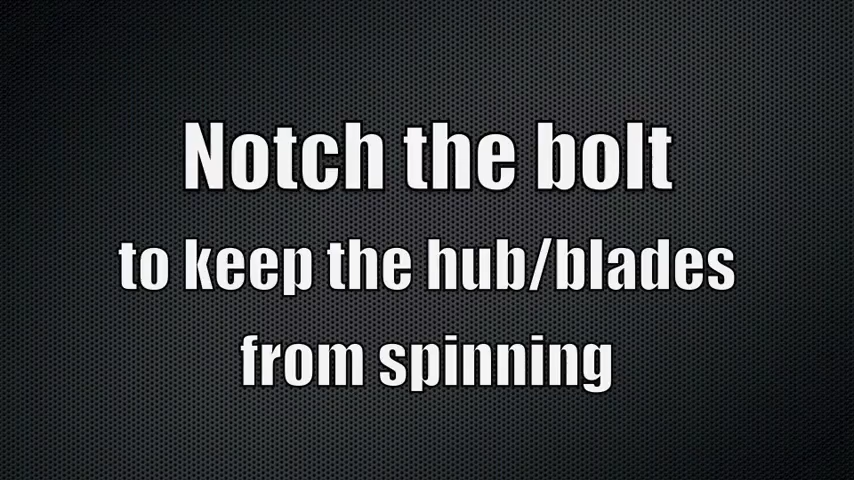 Notch the bolt
to keep the hub/blades
from spinning